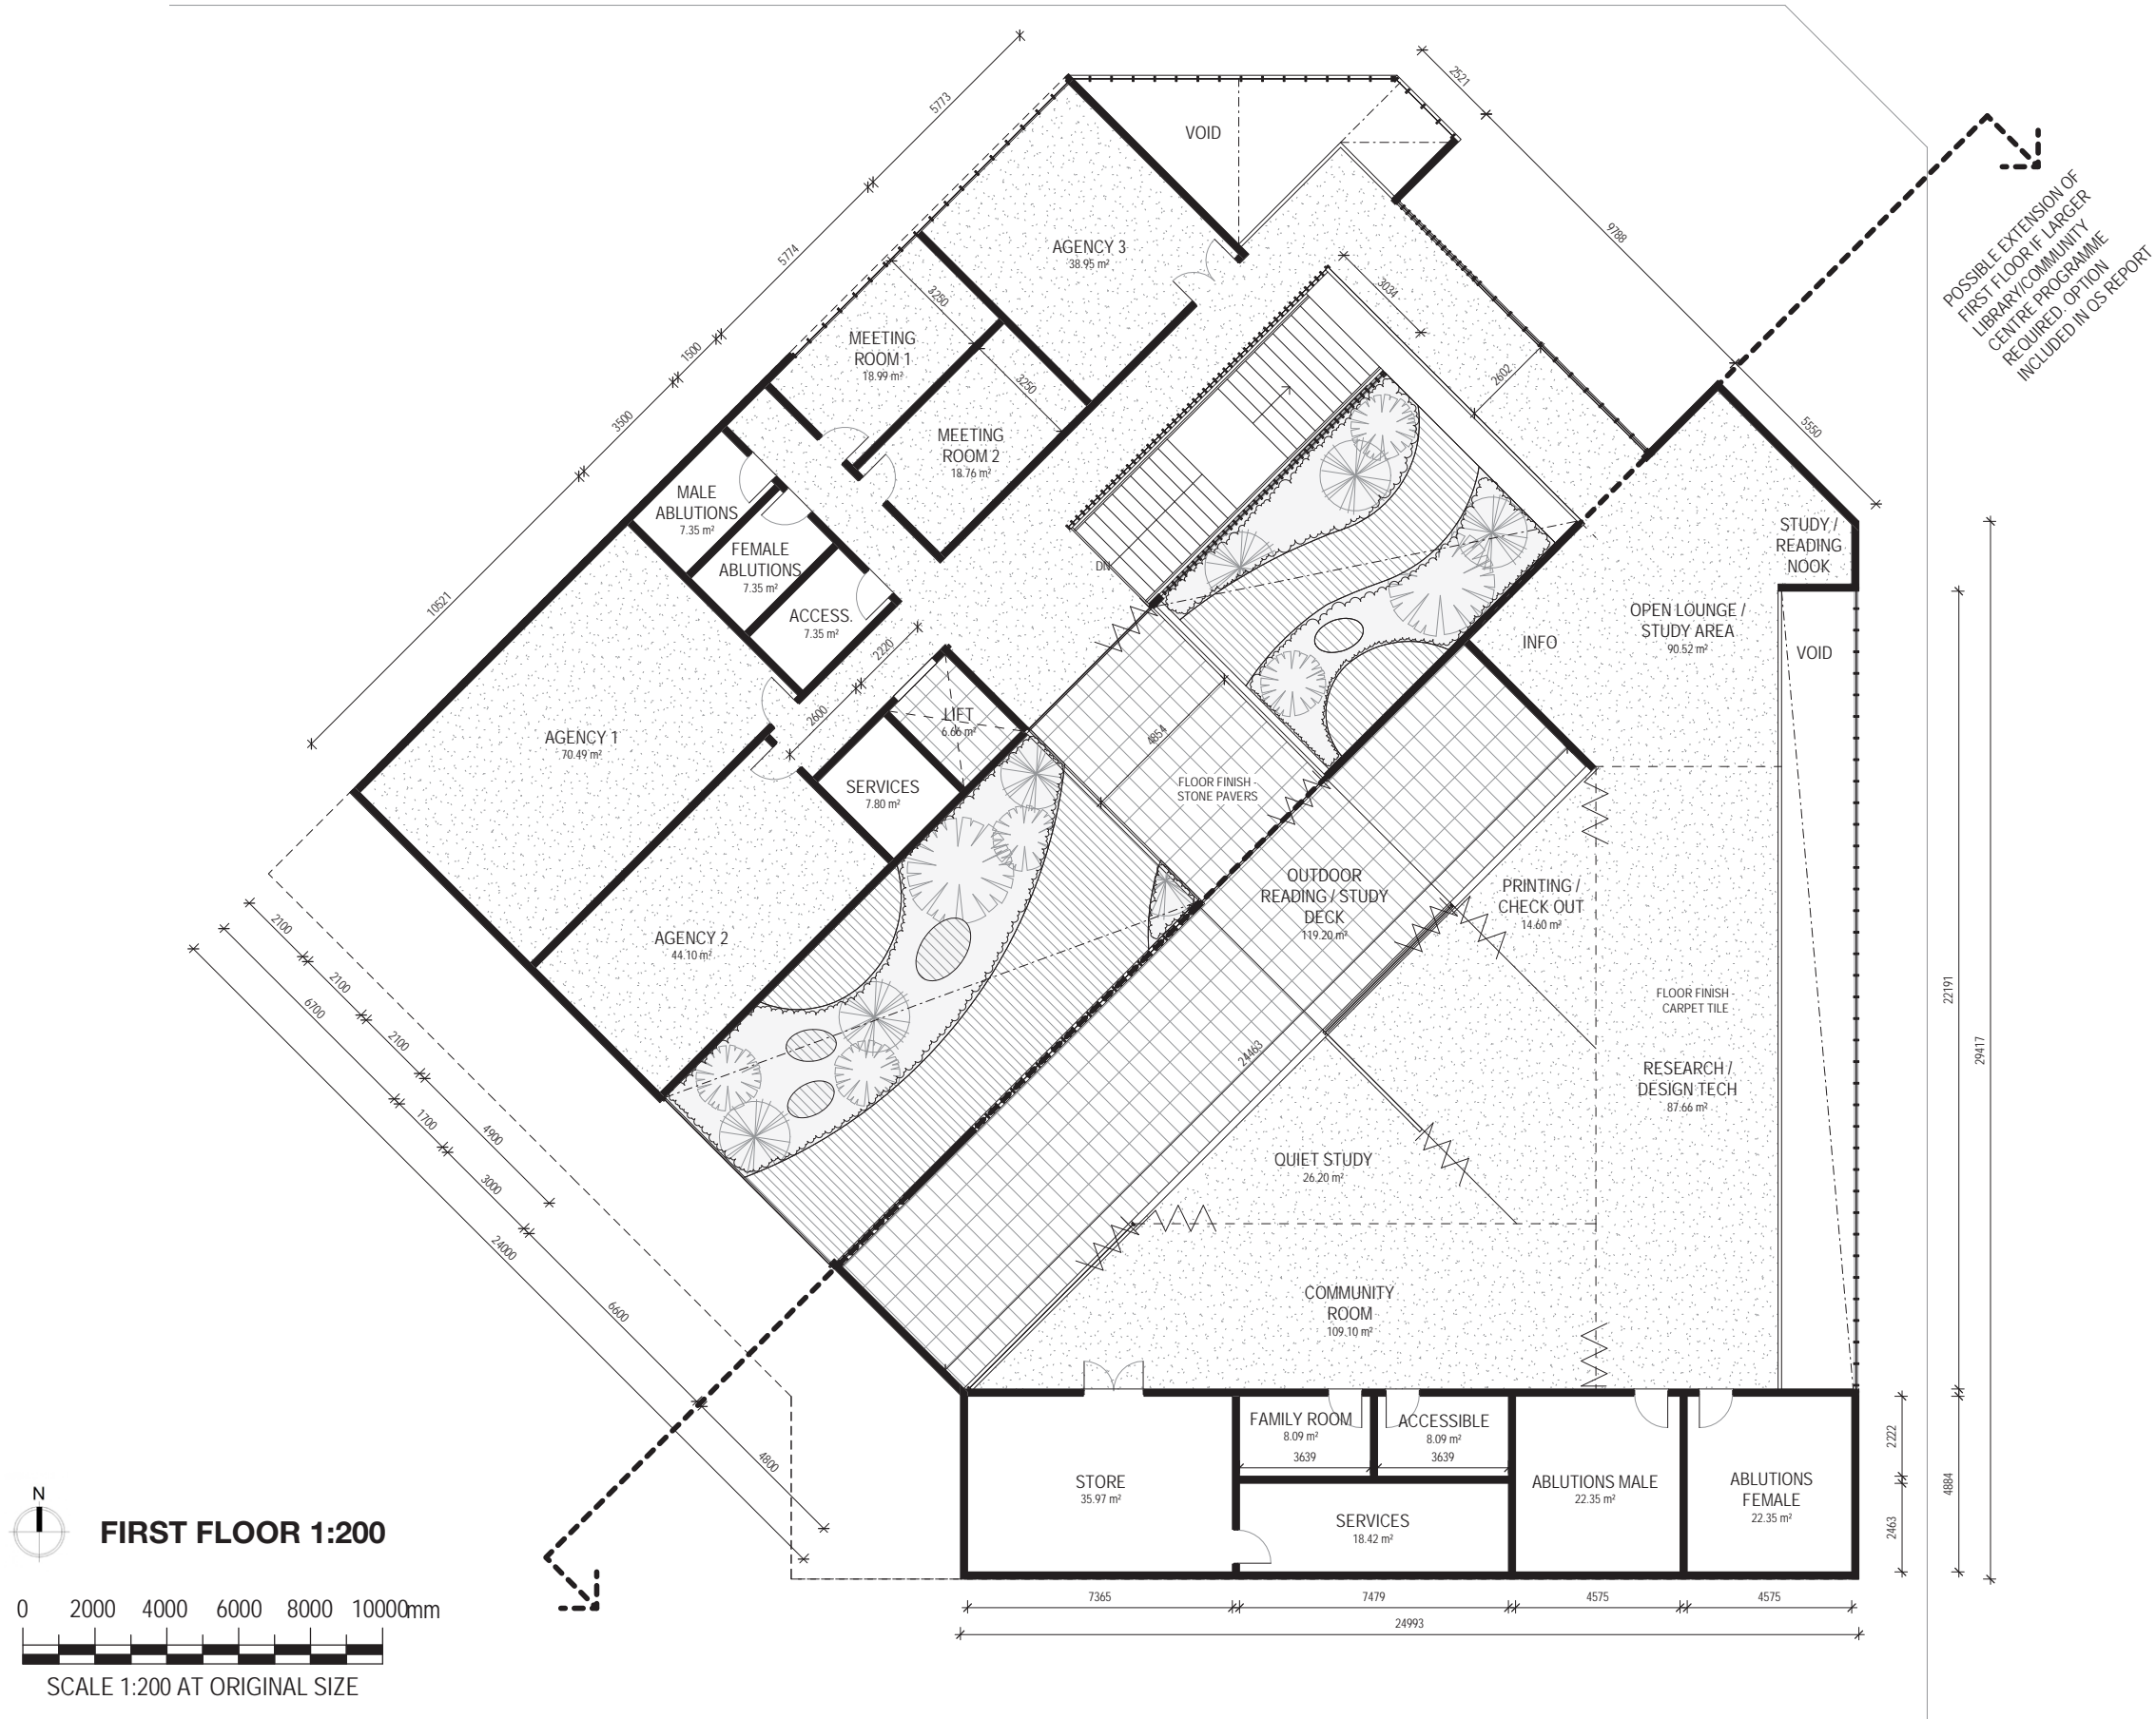 2521
5773
VOID
9788
POSSIBLE EXTENSION OF
FIRST FLOOR IF LARGER
LIBRARY/COMMUNITY
CENTRE PROGRAMME
REQUIRED. OPTION
INCLUDED IN QS REPORT
5774
AGENCY 3
38.95 m²
3034
3250
1500
MEETING
ROOM 1
18.99 m²
3250
2602
3500
MEETING
ROOM 2
18.76 m²
5550
MALE
ABLUTIONS
7.35 m²
FEMALE
ABLUTIONS
7.35 m²
DN
STUDY /
READING
NOOK
10521
ACCESS.
7.35 m²
OPEN LOUNGE /
STUDY AREA
90.52 m²
INFO
VOID
2220
2600
LIFT
6.66 m²
AGENCY 1
70.49 m²
4854
SERVICES
7.80 m²
FLOOR FINISH -
STONE PAVERS
OUTDOOR
READING / STUDY
DECK
119.20 m²
PRINTING /
CHECK OUT
14.60 m²
2100
AGENCY 2
44.10 m²
2100
6700
FLOOR FINISH -
CARPET TILE
22191
2100
24463
29417
RESEARCH /
DESIGN TECH
87.66 m²
1700
4900
QUIET STUDY
26.20 m²
3000
24000
6600
COMMUNITY
ROOM
109.10 m²
4800
FAMILY ROOM
8.09 m²
3639
ACCESSIBLE
8.09 m²
3639
2222
STORE
35.97 m²
ABLUTIONS MALE
22.35 m²
ABLUTIONS
FEMALE
22.35 m²
4884
SERVICES
18.42 m²
2463
N
FIRST FLOOR 1:200
7365
7479
4575
4575
24993
0 2000 4000 6000 8000 10000mm
SCALE 1:200 AT ORIGINAL SIZE